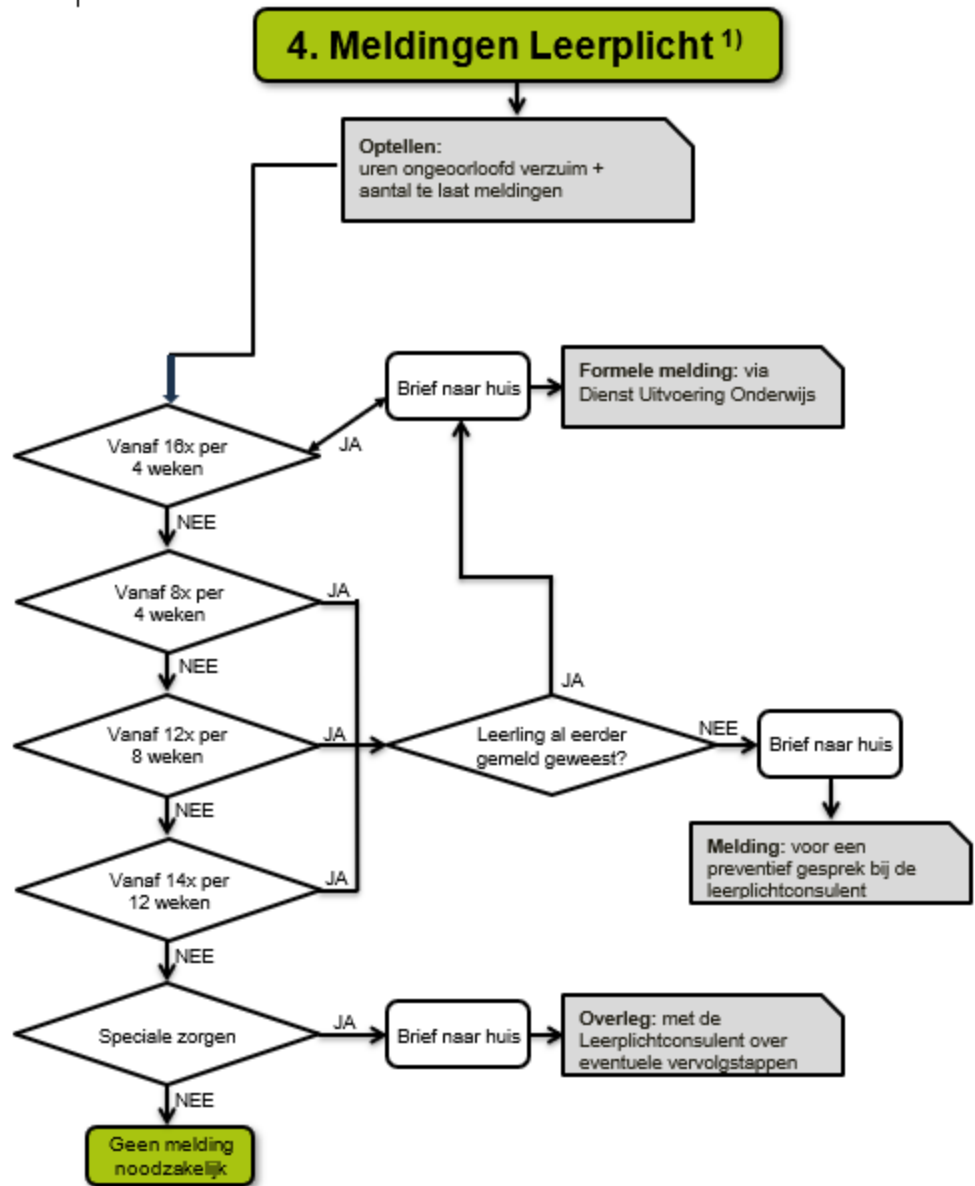 4. Meldingen Leerplicht 1)
Optellen:
uren ongeoorloofd verzuim +
aantal te laat meldingen
Vanaf 16x per
4 weken
JA
Brief naar huis
Formele melding: via
Dienst Uitvoering Onderwijs
NEE
Vanaf 8x per
4 weken
JA
NEE
Vanaf 12x per
8 weken
JA
Leerling al eerder
gemeld geweest?
JA
NEE
Brief naar huis
Melding: voor een
preventief gesprek bij de
leerplichtconsulent
NEE
Vanaf 14x per
12 weken
JA
NEE
Speciale zorgen
JA
Brief naar huis
Overleg: met de
Leerplichtconsulent over
eventuele vervolgstappen
NEE
Geen melding
noodzakelijk